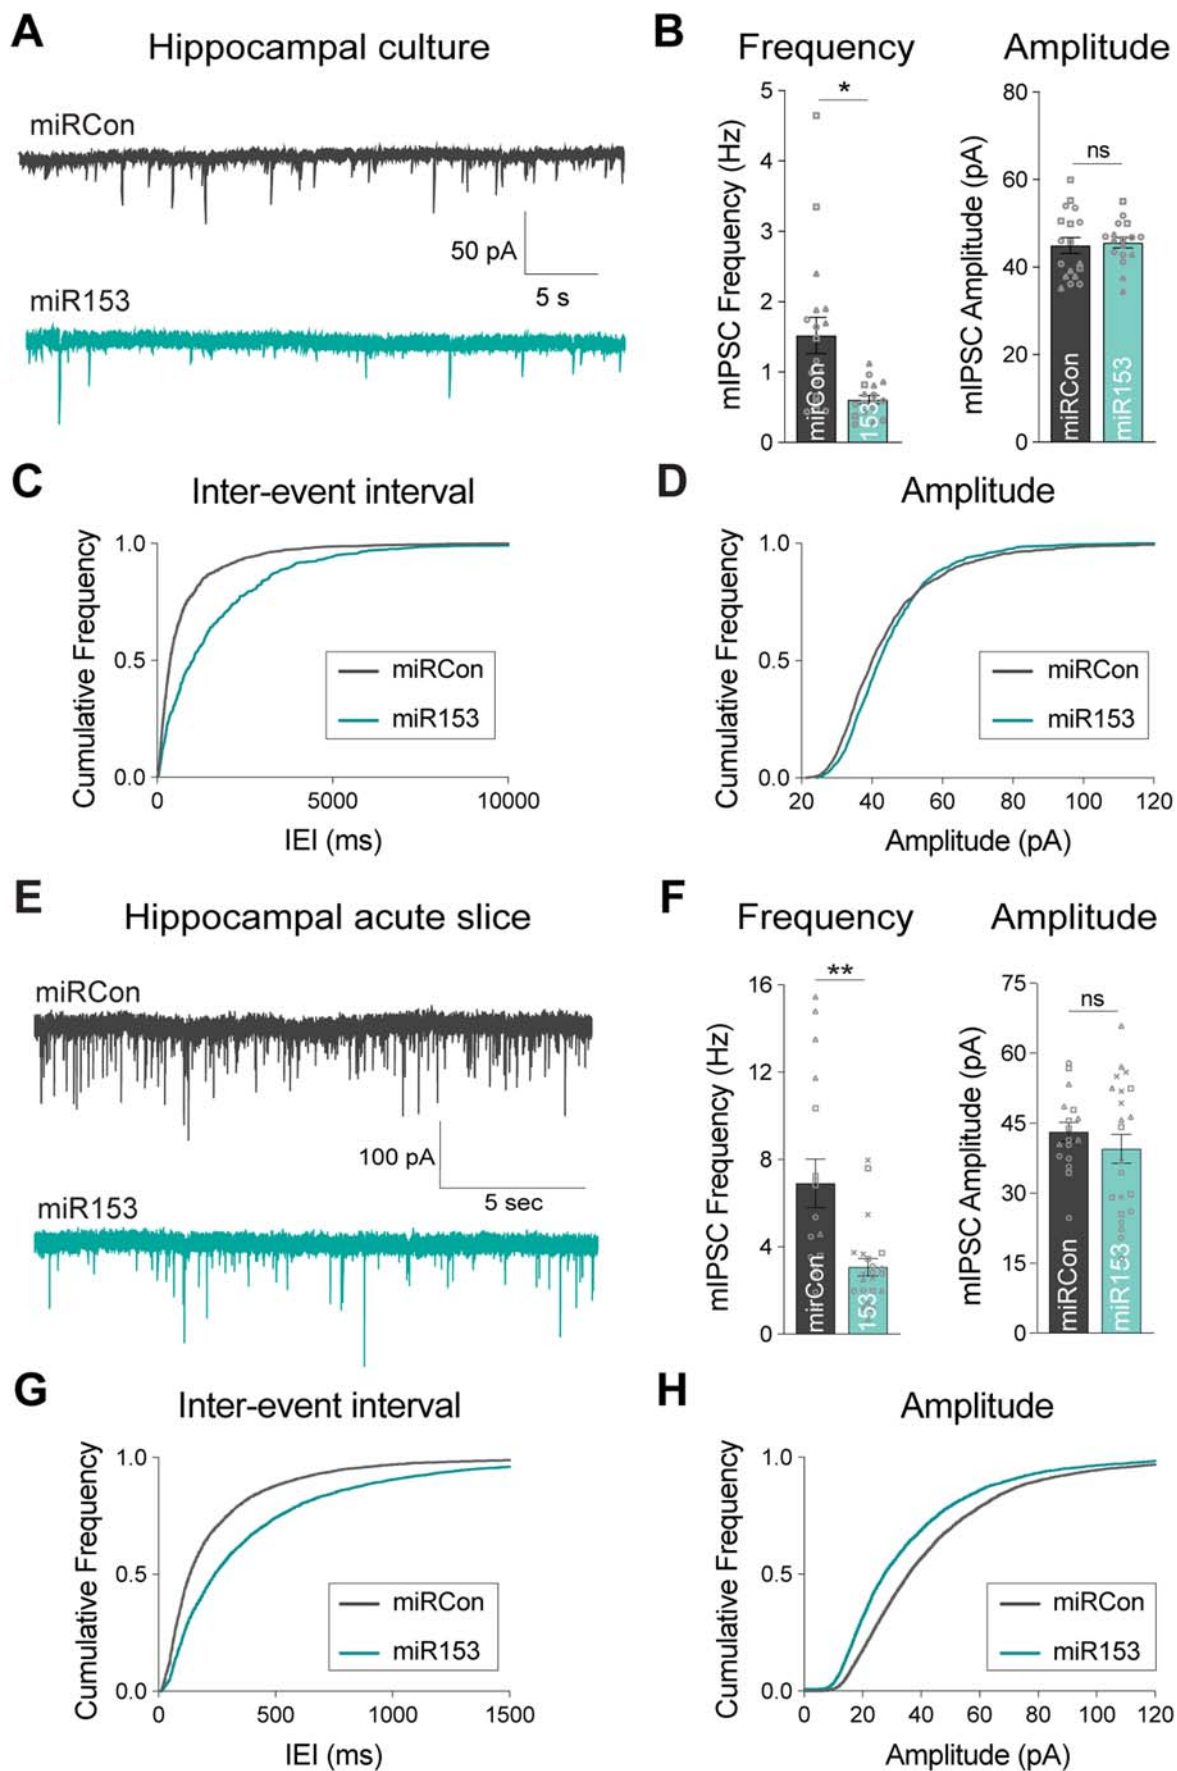 A
Hippocampal culture
miRCon
50 pA
5 s
miR153
B
Frequency
Amplitude
mIPSC Frequency (Hz)
5
4
3
2
1
0
*
mirCon
153
mIPSC Amplitude (pA)
80
60
40
20
0
ns
miRCon
miR153
C
Inter-event interval
Cumulative Frequency
1.0
0.5
0.0
miRCon
miR153
0
5000
10000
IEI (ms)
D
Amplitude
Cumulative Frequency
1.0
0.5
0.0
miRCon
miR153
20
40
60
80
100
120
Amplitude (pA)
E
Hippocampal acute slice
miRCon
100 pA
5 sec
miR153
F
Frequency
Amplitude
mIPSC Frequency (Hz)
16
12
8
4
0
**
mirCon
153
mIPSC Amplitude (pA)
75
60
45
30
15
0
ns
miRCon
miR153
G
Inter-event interval
Cumulative Frequency
1.0
0.5
0.0
miRCon
miR153
0
500
1000
1500
IEI (ms)
H
Amplitude
Cumulative Frequency
1.0
0.5
0.0
miRCon
miR153
0
20
40
60
80
100
120
Amplitude (pA)